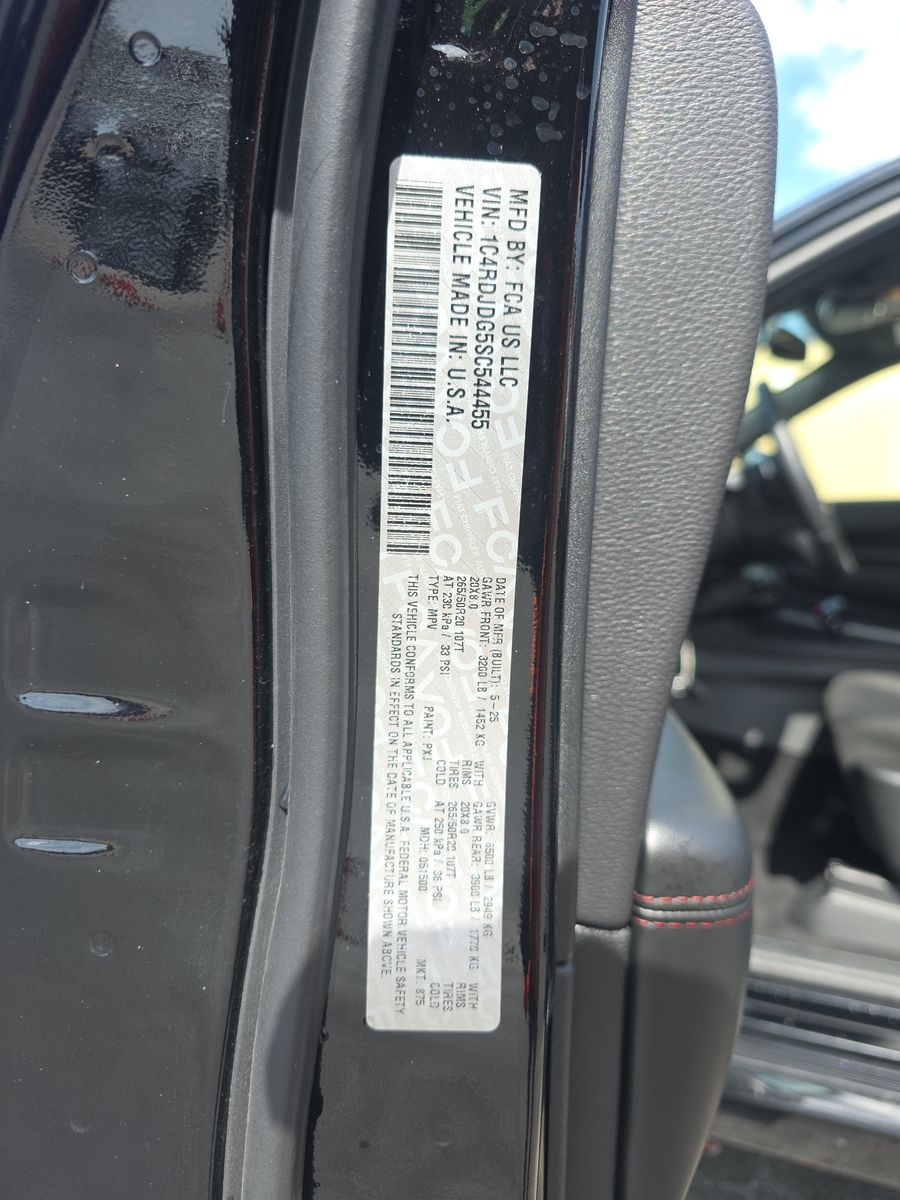 MFD BY: FCA US LLC
VIN: 1C4RDJDG5SC544455
VEHICLE MADE IN: U.S.A.
DATE OF MFR (BUILT): 5-25 GVWR: 6500 LB / 2949 KG
GAWR FRONT: 3200 LB / 1452 KG WITH GAWR REAR: 3900 LB / 1770 KG WITH
20X8.0 RIMS 20X8.0 RIMS
265/50R20 107T TIRES 265/50R20 107T TIRES
AT 230 kPa / 33 PSI COLD AT 250 kPa / 36 PSI COLD
TYPE: MPV PAINT: PXJ MDH: 051500 MKT: 875
THIS VEHICLE CONFORMS TO ALL APPLICABLE U.S.A. FEDERAL MOTOR VEHICLE SAFETY
STANDARDS IN EFFECT ON THE DATE OF MANUFACTURE SHOWN ABOVE.